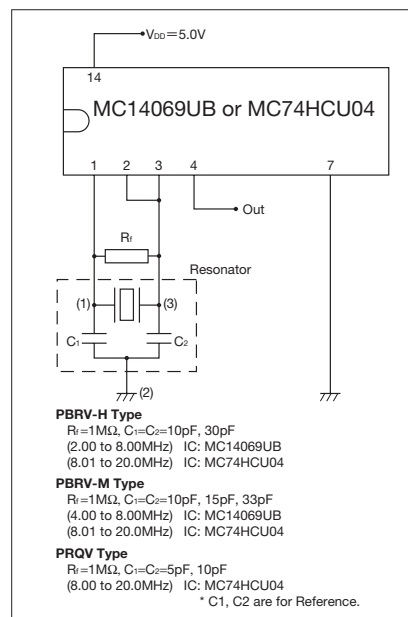 VDD=5.0V
14
MC14069UB or MC74HCU04
1 2 3 4 7
Out
Rf
Resonator
(1) (3)
C1 C2
(2)
PBRV-H Type
Rf=1MΩ, C1=C2=10pF, 30pF
(2.00 to 8.00MHz) IC: MC14069UB
(8.01 to 20.0MHz) IC: MC74HCU04
PBRV-M Type
Rf=1MΩ, C1=C2=10pF, 15pF, 33pF
(4.00 to 8.00MHz) IC: MC14069UB
(8.01 to 20.0MHz) IC: MC74HCU04
PRQV Type
Rf=1MΩ, C1=C2=5pF, 10pF
(8.00 to 20.0MHz) IC: MC74HCU04
* C1, C2 are for Reference.